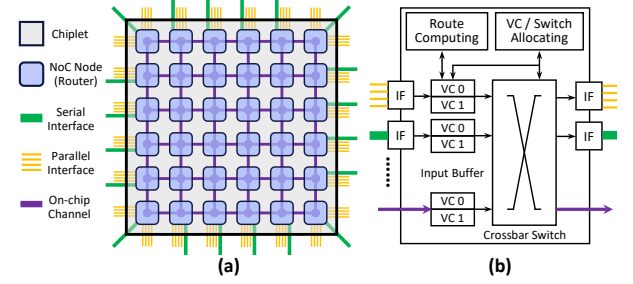 Chiplet
NoC Node
(Router)
Serial
Interface
Parallel
Interface
On-chip
Channel
(a)
Route
Computing
VC / Switch
Allocating
IF
VC 0
VC 1
IF
IF
VC 0
VC 1
IF
Input Buffer
VC 0
VC 1
Crossbar Switch
(b)